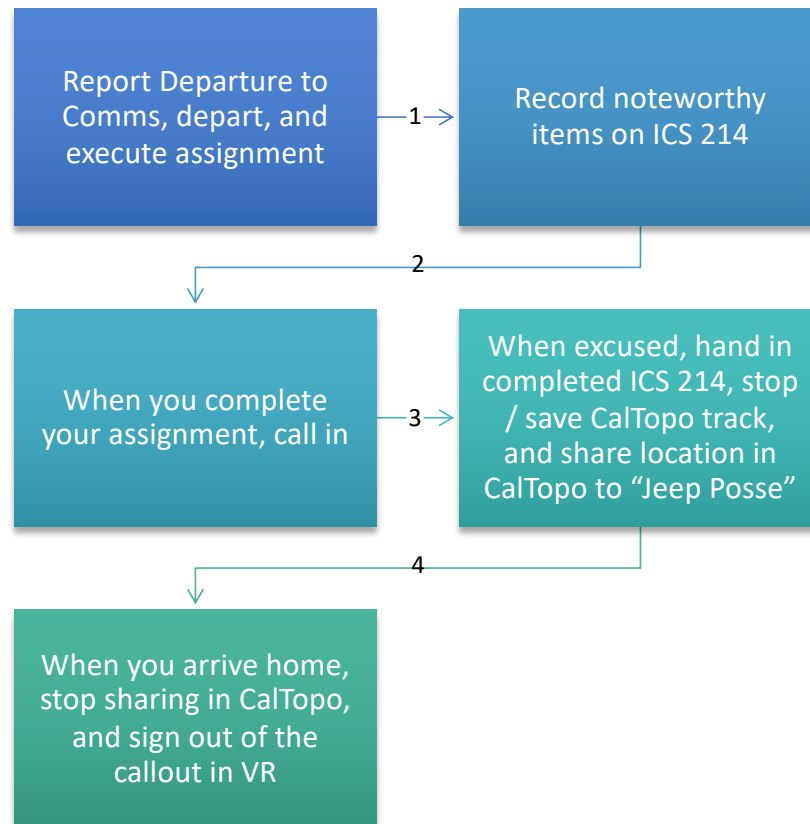 Report Departure to
Comms, depart, and
execute assignment
1
Record noteworthy
items on ICS 214
2
When you complete
your assignment, call in
3
When excused, hand in
completed ICS 214, stop
/ save CalTopo track,
and share location in
CalTopo to “Jeep Posse”
4
When you arrive home,
stop sharing in CalTopo,
and sign out of the
callout in VR